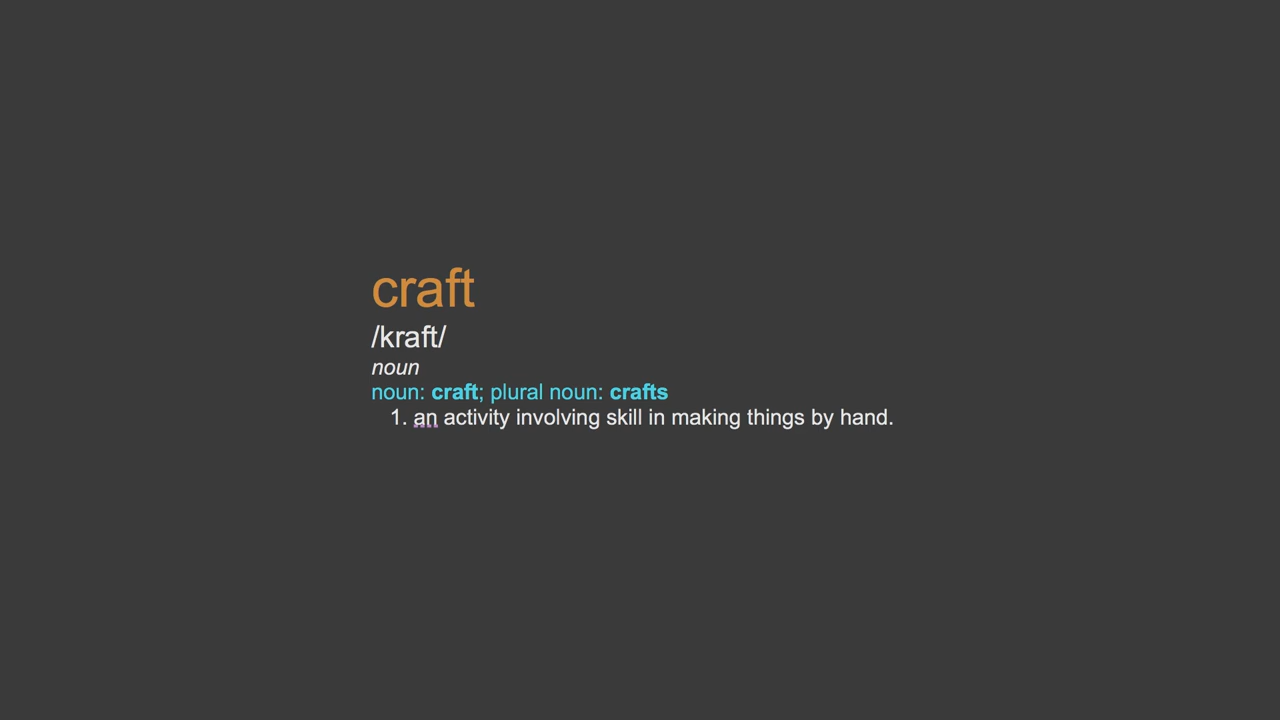 craft
/kraft/
noun
noun: craft; plural noun: crafts
1. an activity involving skill in making things by hand.